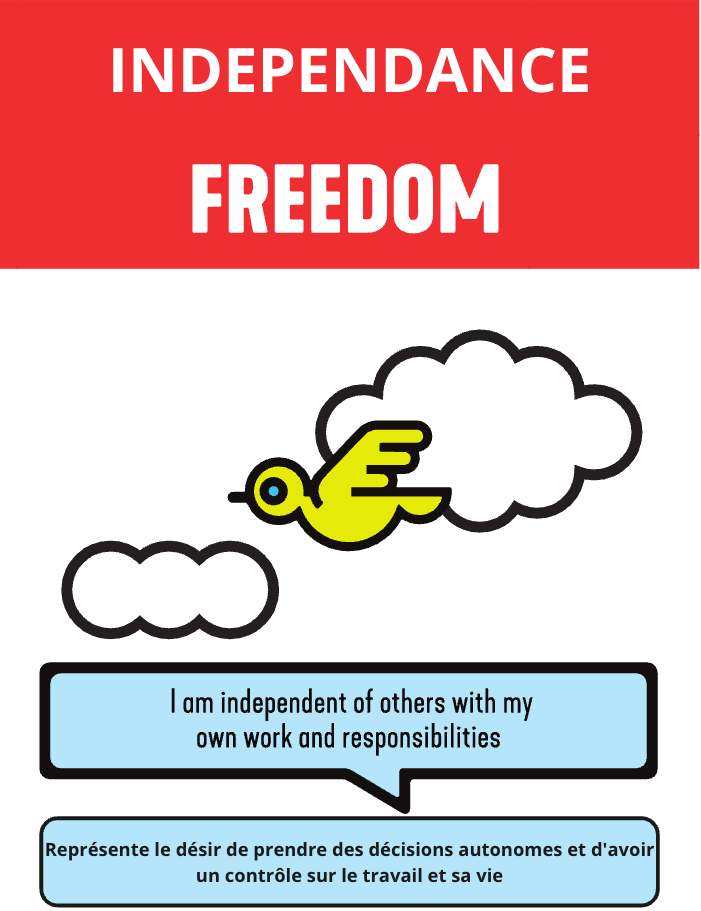 INDEPENDANCE
FREEDOM
I am independent of others with my
own work and responsibilities
Représente le désir de prendre des décisions autonomes et d'avoir
un contrôle sur le travail et sa vie